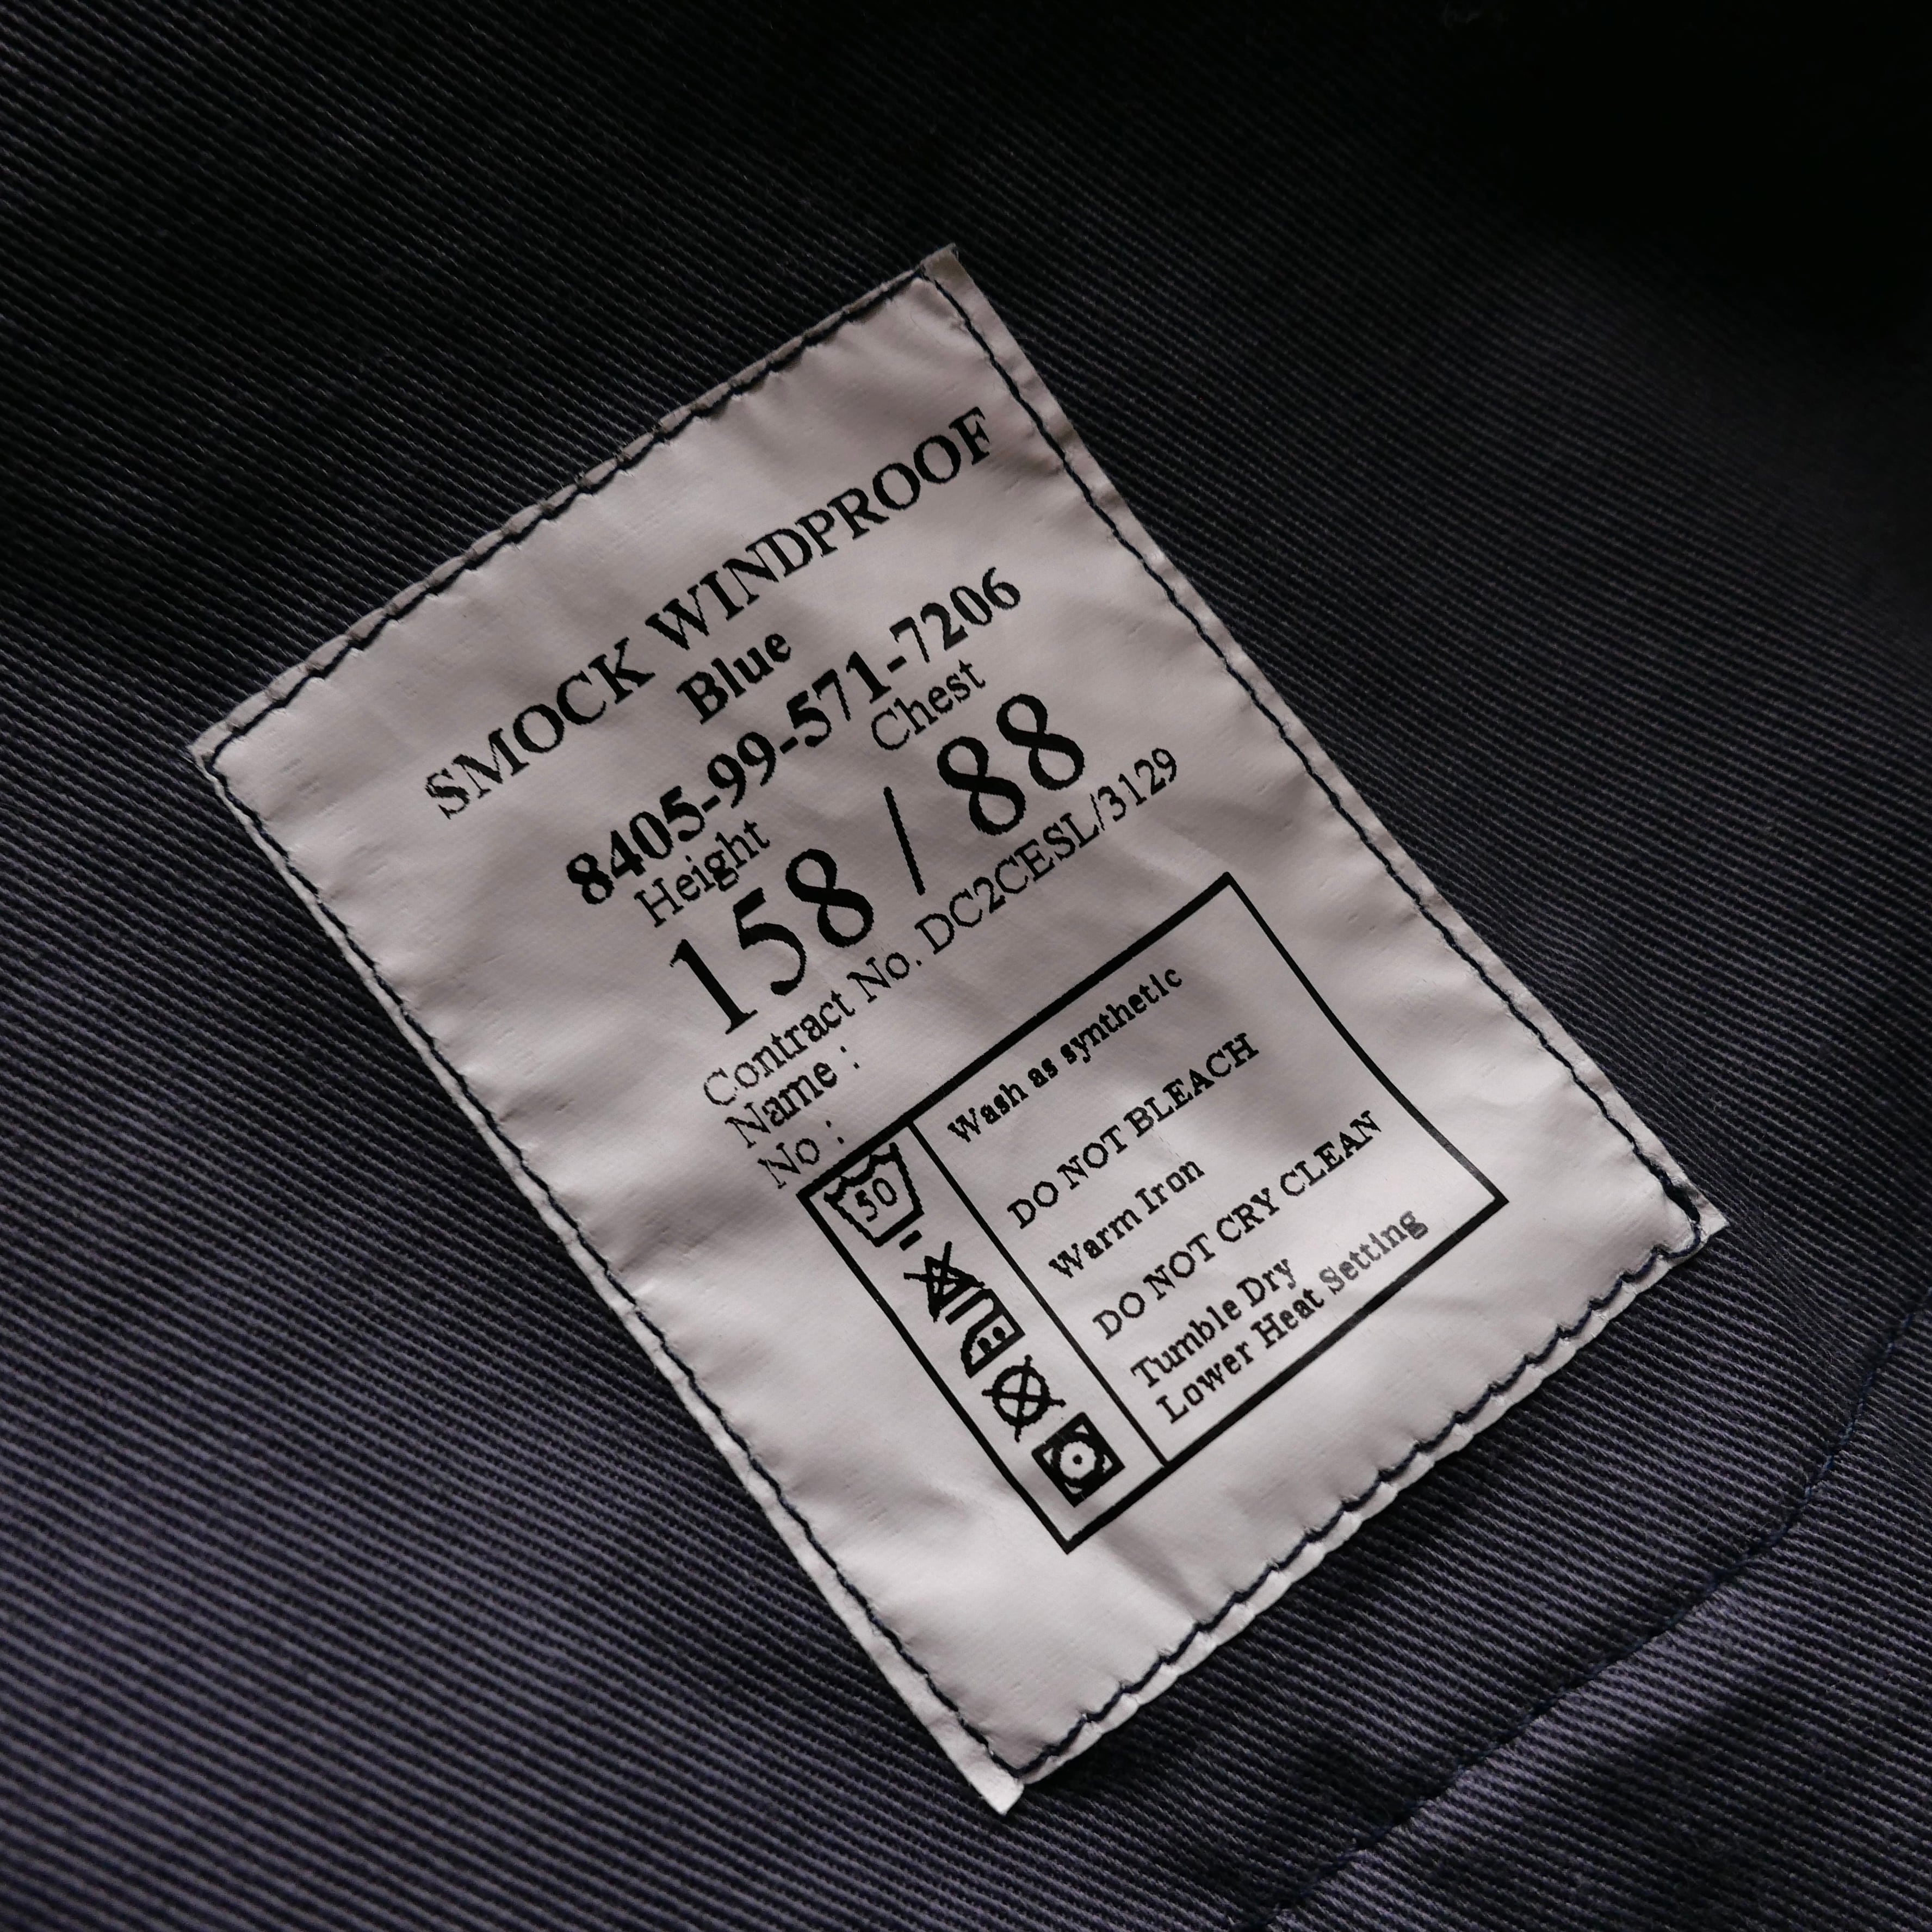 SMOCK WINDPROOF
Blue
8405-99-571-7206
Height Chest
158 / 88
Contract No. DC2CESL/3129
Name :
No :
50
Wash as synthetic
DO NOT BLEACH
Warm Iron
DO NOT CRY CLEAN
Tumble Dry
Lower Heat Setting